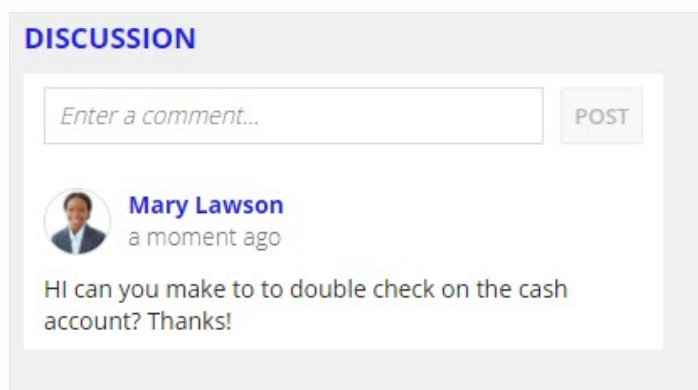 DISCUSSION
Enter a comment...
POST
Mary Lawson
a moment ago
HI can you make to to double check on the cash
account? Thanks!